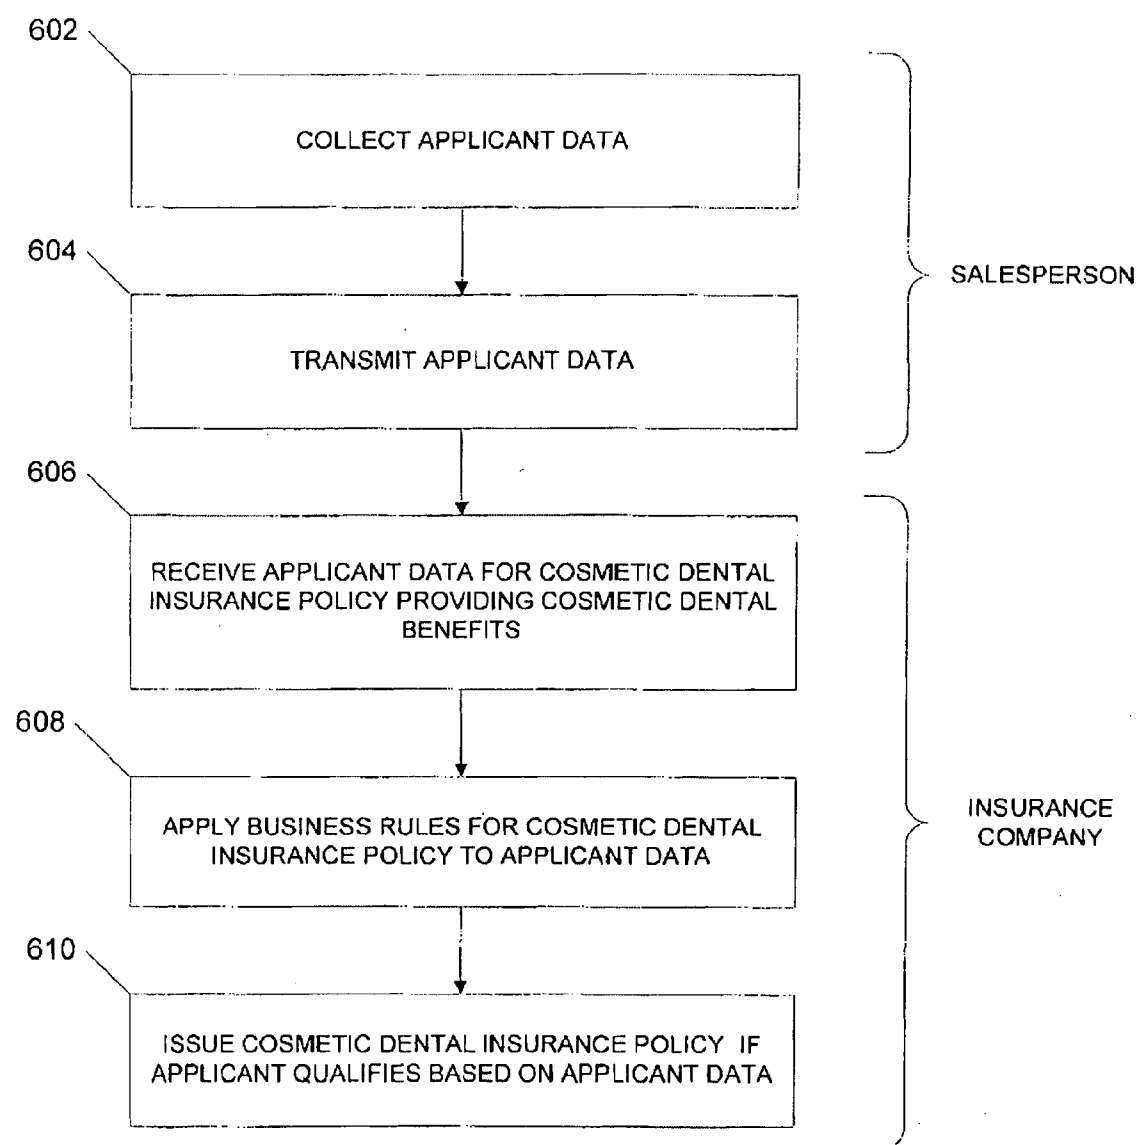 602
COLLECT APPLICANT DATA
604
TRANSMIT APPLICANT DATA
SALESPERSON
606
RECEIVE APPLICANT DATA FOR COSMETIC DENTAL
INSURANCE POLICY PROVIDING COSMETIC DENTAL
BENEFITS
608
APPLY BUSINESS RULES FOR COSMETIC DENTAL
INSURANCE POLICY TO APPLICANT DATA
INSURANCE
COMPANY
610
ISSUE COSMETIC DENTAL INSURANCE POLICY IF
APPLICANT QUALIFIES BASED ON APPLICANT DATA